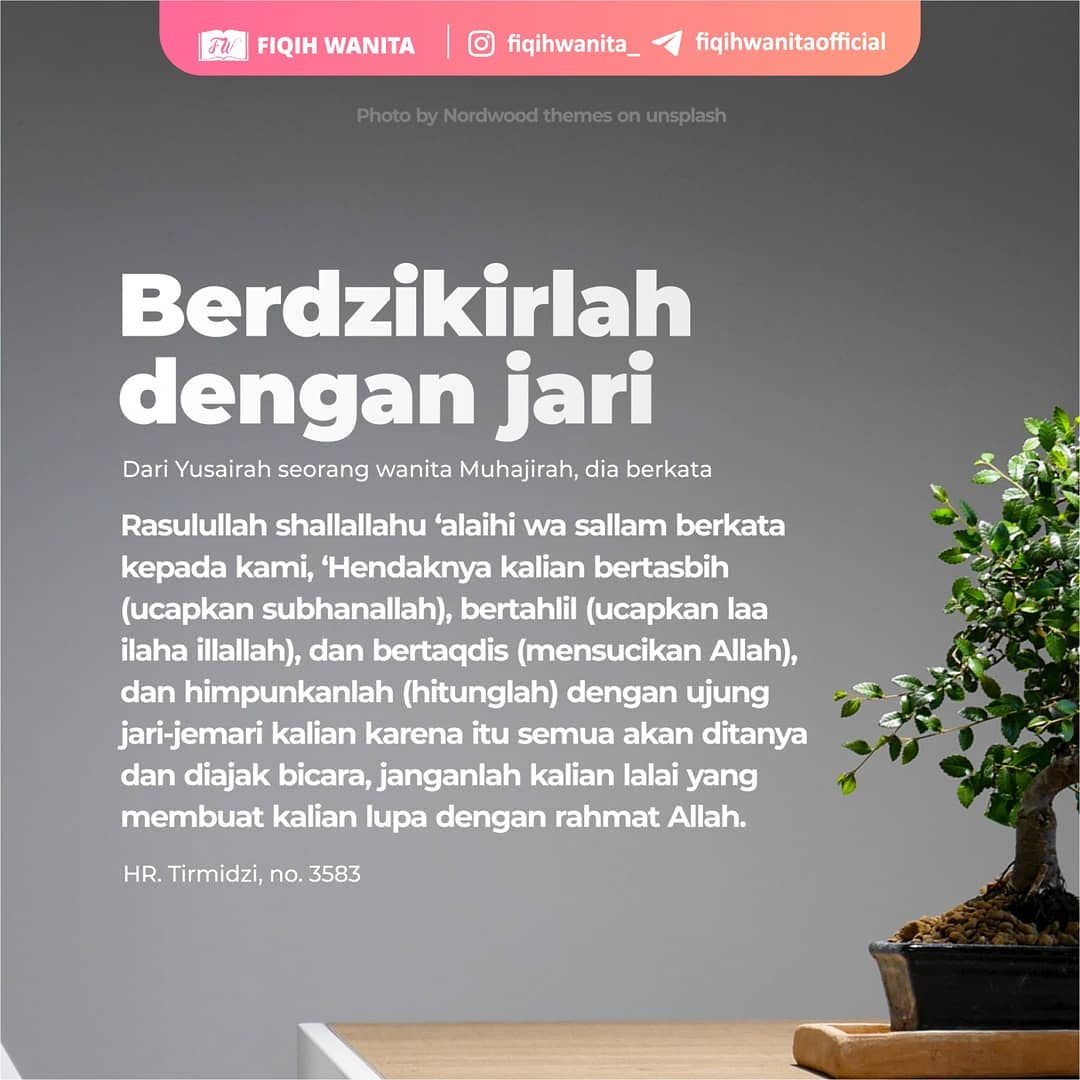 FW FIQIH WANITA fiqihwanita_ fiqihwanitaofficial
Photo by Nordwood themes on unsplash
Berdzikirlah
dengan jari
Dari Yusairah seorang wanita Muhajirah, dia berkata
Rasulullah shallallahu ‘alaihi wa sallam berkata
kepada kami, ‘Hendaknya kalian bertasbih
(ucapkan subhanallah), bertahlil (ucapkan laa
ilaha illallah), dan bertaqdis (mensucikan Allah),
dan himpunkanlah (hitunglah) dengan ujung
jari-jemari kalian karena itu semua akan ditanya
dan diajak bicara, janganlah kalian lalai yang
membuat kalian lupa dengan rahmat Allah.
HR. Tirmidzi, no. 3583